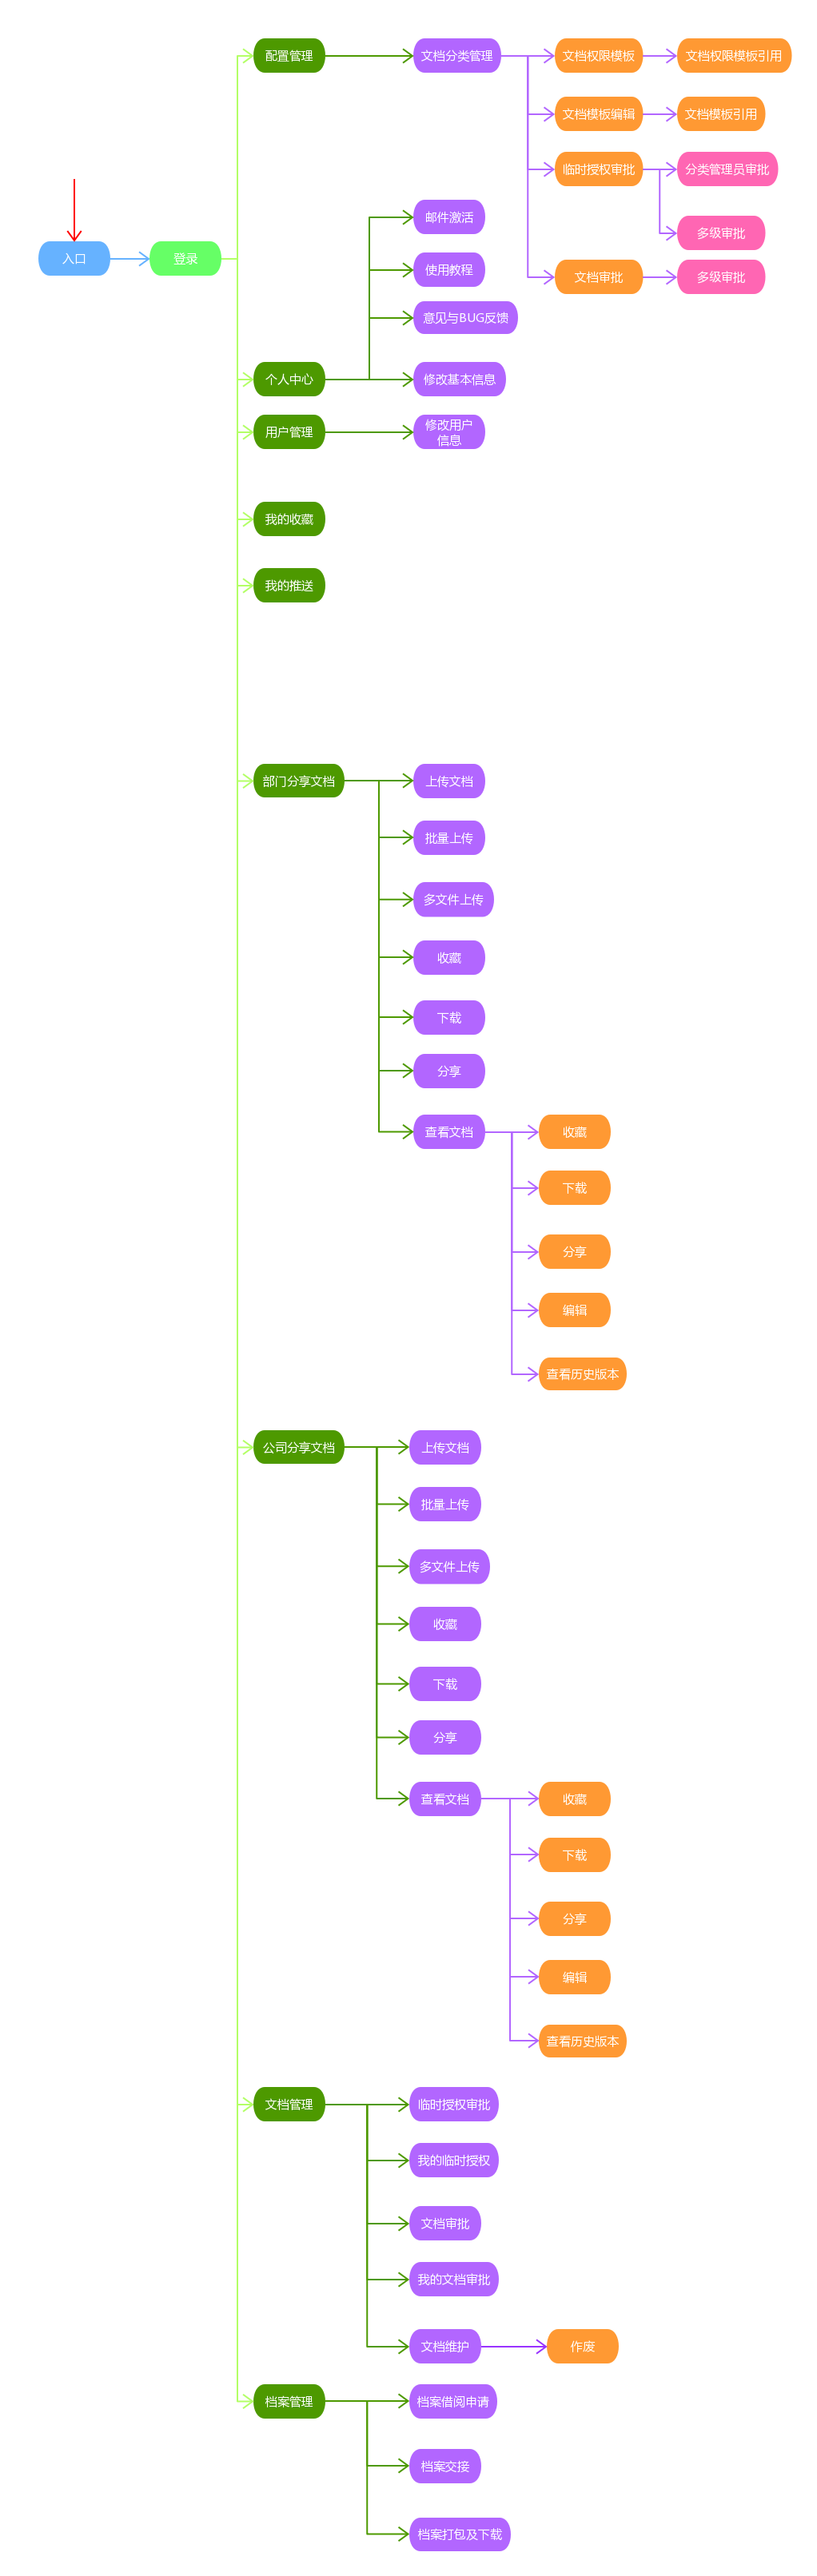 配置管理
文档分类管理
文档权限模板
文档权限模板引用
文档模板编辑
文档模板引用
临时授权审批
分类管理员审批
多级审批
文档审批
多级审批
入口
登录
邮件激活
使用教程
意见与BUG反馈
个人中心
修改基本信息
用户管理
修改用户
信息
我的收藏
我的推送
部门分享文档
上传文档
批量上传
多文件上传
收藏
下载
分享
查看文档
收藏
下载
分享
编辑
查看历史版本
公司分享文档
上传文档
批量上传
多文件上传
收藏
下载
分享
查看文档
收藏
下载
分享
编辑
查看历史版本
文档管理
临时授权审批
我的临时授权
文档审批
我的文档审批
文档维护
作废
档案管理
档案借阅申请
档案交接
档案打包及下载